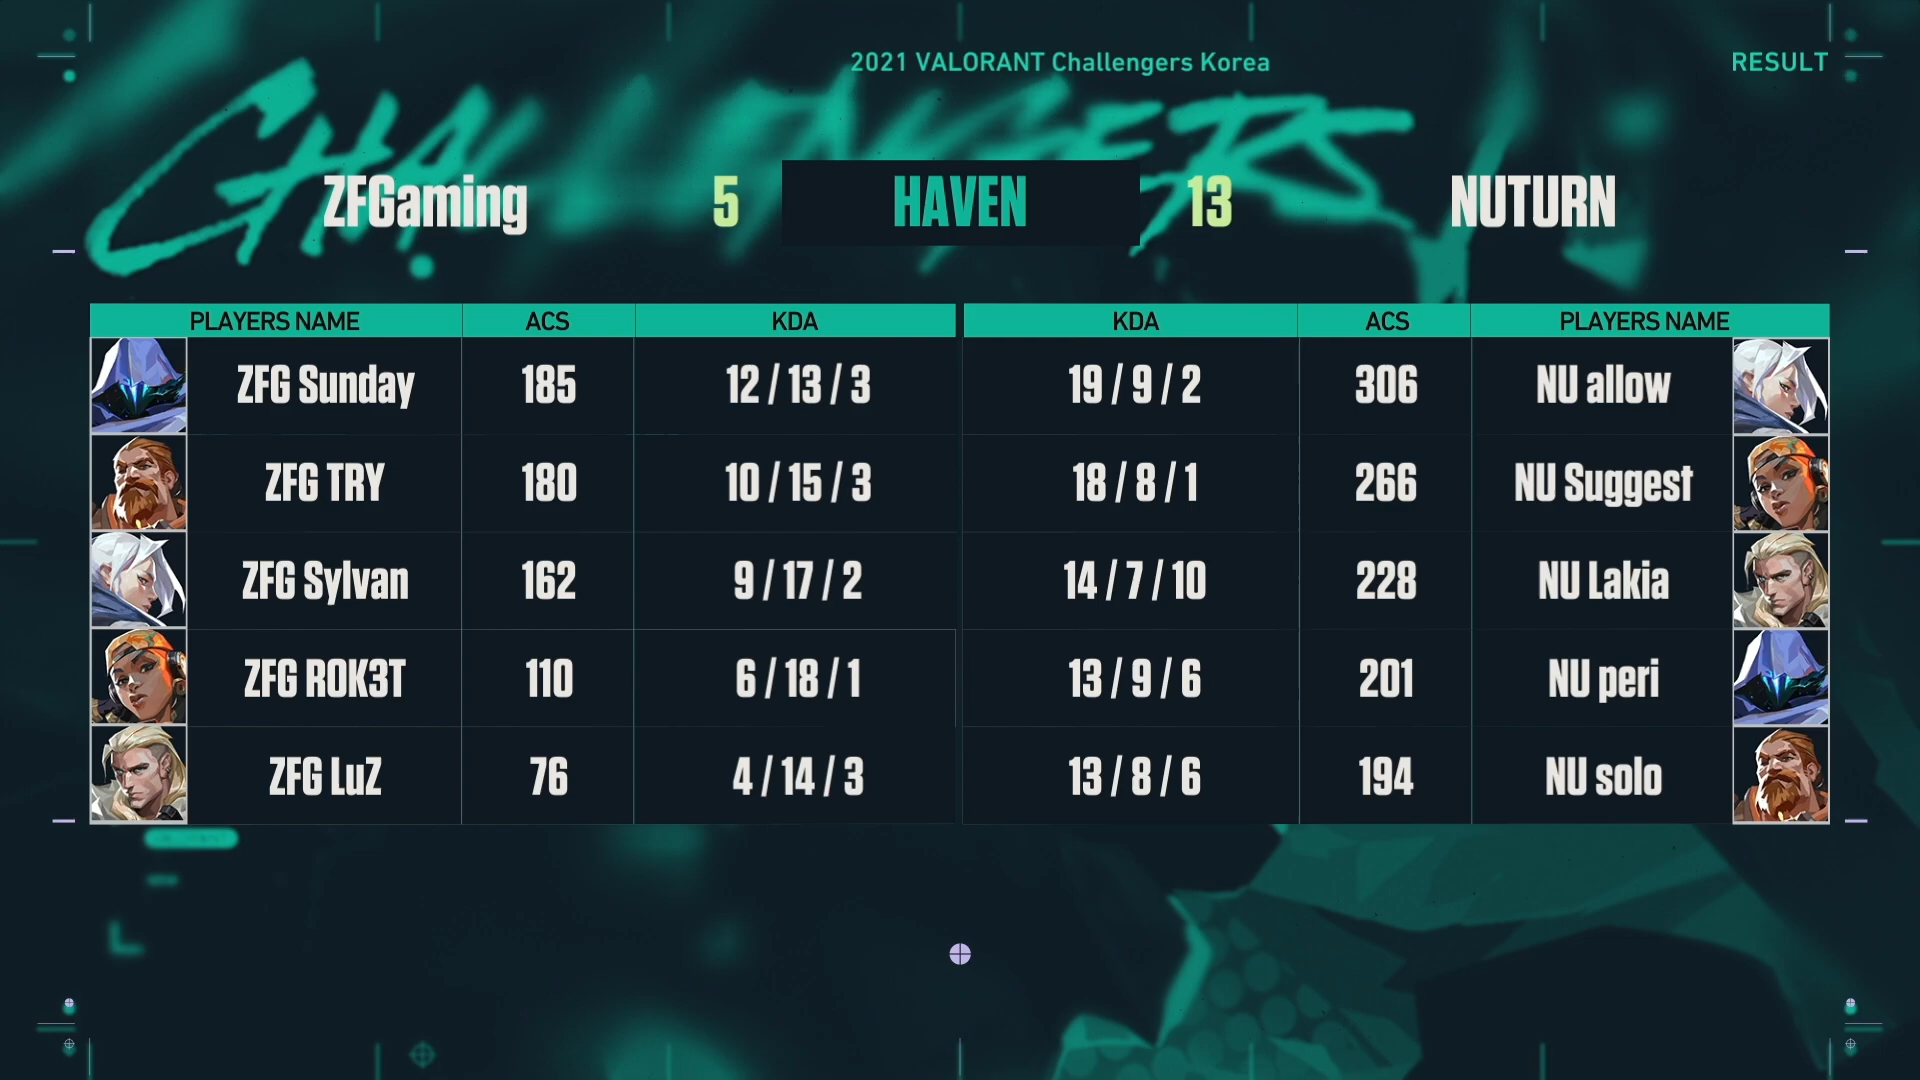 2021 VALORANT Challengers Korea
RESULT
CHALLENGERS
ZFGaming 5 HAVEN 13 NUTURN
PLAYERS NAME ACS KDA KDA ACS PLAYERS NAME
ZFG Sunday 185 12 / 13 / 3 19 / 9 / 2 306 NU allow
ZFG TRY 180 10 / 15 / 3 18 / 8 / 1 266 NU Suggest
ZFG Sylvan 162 9 / 17 / 2 14 / 7 / 10 228 NU Lakia
ZFG ROK3T 110 6 / 18 / 1 13 / 9 / 6 201 NU peri
ZFG LuZ 76 4 / 14 / 3 13 / 8 / 6 194 NU solo